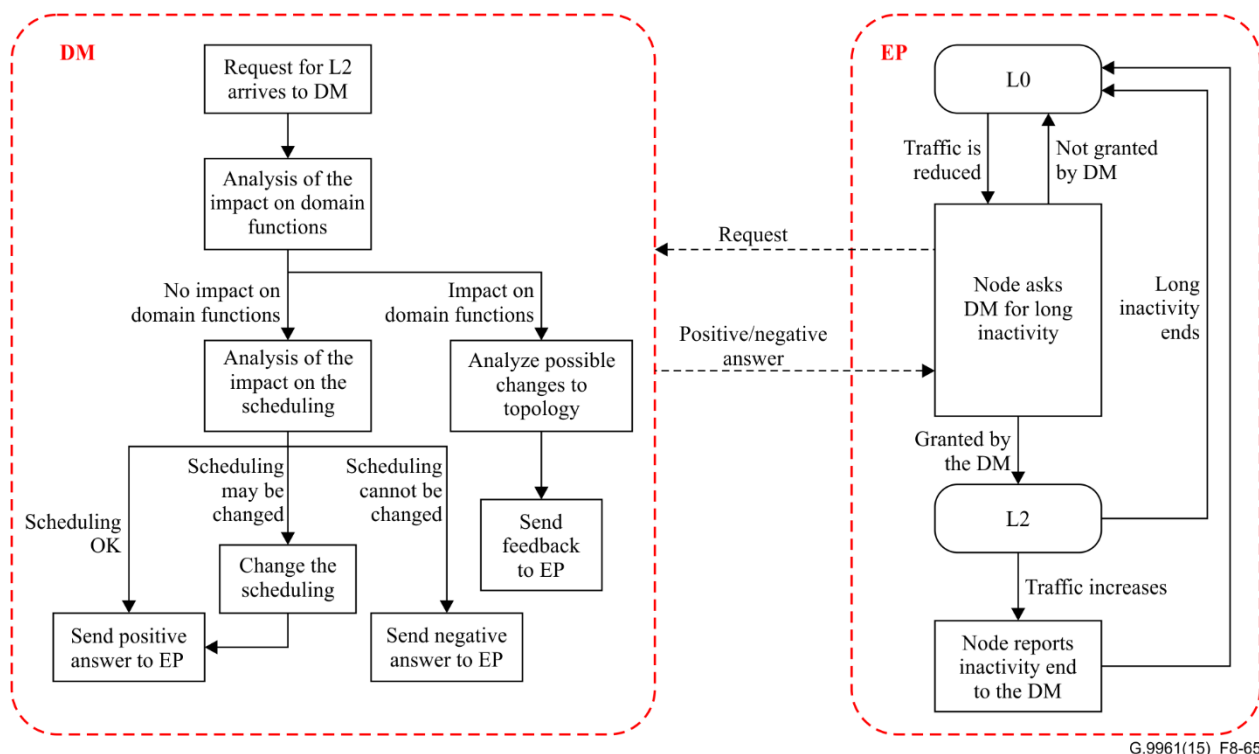 DM
Request for L2
arrives to DM
Analysis of the
impact on domain
functions
No impact on
domain functions
Impact on
domain functions
Analysis of the
impact on the
scheduling
Analyze possible
changes to
topology
Scheduling
OK
Scheduling
may be
changed
Scheduling
cannot be
changed
Change the
scheduling
Send
feedback
to EP
Send positive
answer to EP
Send negative
answer to EP
Request
Positive/negative
answer
EP
L0
Traffic is
reduced
Not granted
by DM
Node asks
DM for long
inactivity
Long
inactivity
ends
Granted by
the DM
L2
Traffic increases
Node reports
inactivity end
to the DM
G.9961(15)_F8-65